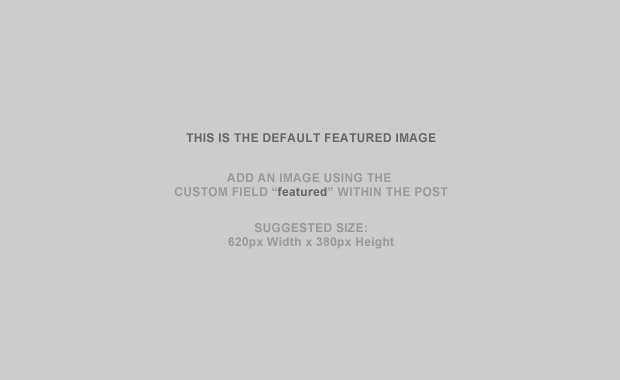 THIS IS THE DEFAULT FEATURED IMAGE
ADD AN IMAGE USING THE
CUSTOM FIELD “featured” WITHIN THE POST
SUGGESTED SIZE:
620px Width x 380px Height